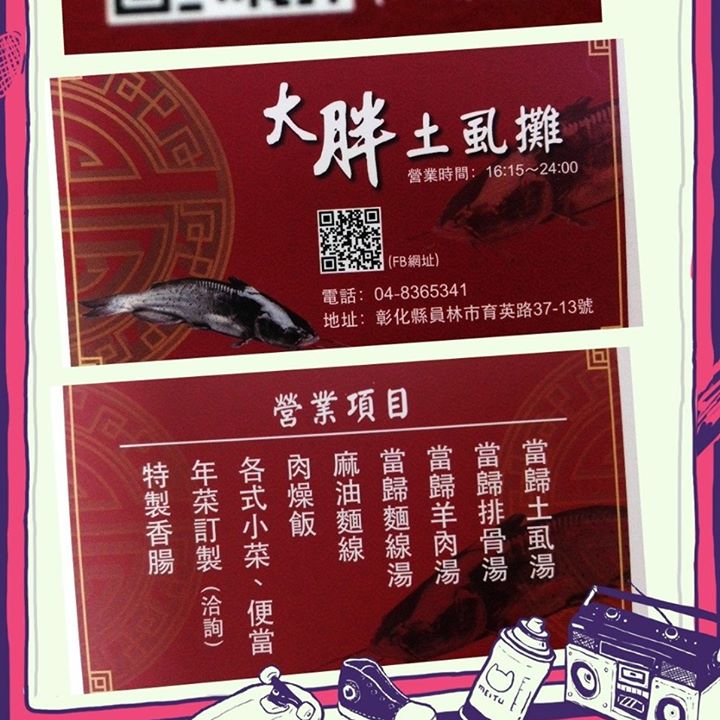 大胖土虱攤
營業時間：16:15～24:00
(FB網址)
電話：04-8365341
地址：彰化縣員林市育英路37-13號
營業項目
當歸土虱湯
當歸排骨湯
當歸羊肉湯
當歸麵線湯
麻油麵線
肉燥飯
各式小菜、便當
年菜訂製（洽詢）
特製香腸
MEITU